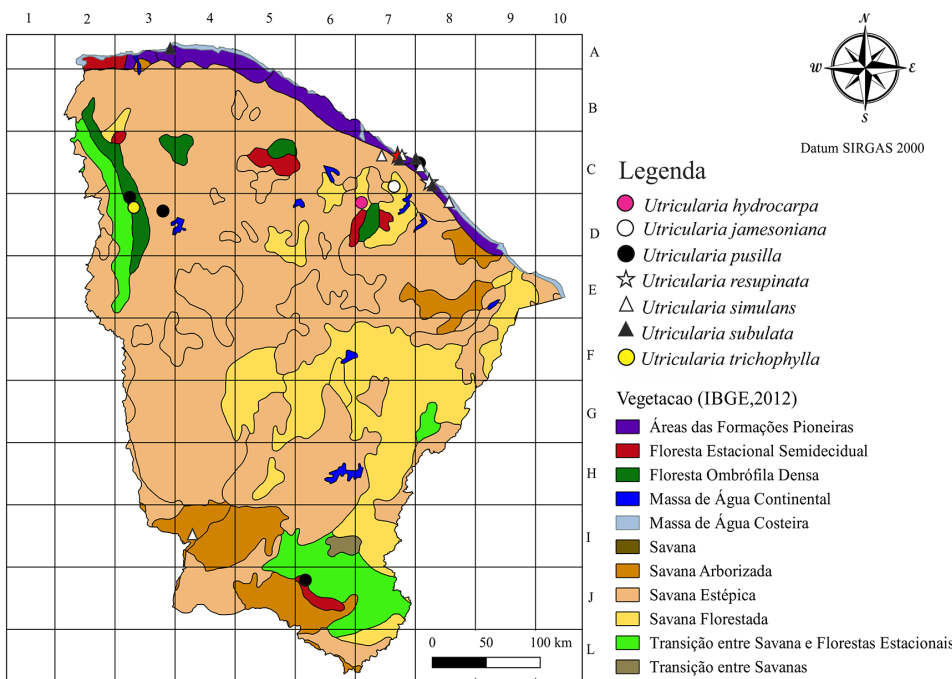 1 2 3 4 5 6 7 8 9 10
A
B
C
D
E
F
G
H
I
J
L
N
W
E
S
Datum SIRGAS 2000
Legenda
Utricularia hydrocarpa
Utricularia jamesoniana
Utricularia pusilla
Utricularia resupinata
Utricularia simulans
Utricularia subulata
Utricularia trichophylla
Vegetacao (IBGE,2012)
Áreas das Formações Pioneiras
Floresta Estacional Semidecidual
Floresta Ombrófila Densa
Massa de Água Continental
Massa de Água Costeira
Savana
Savana Arborizada
Savana Estépica
Savana Florestada
Transição entre Savana e Florestas Estacionais
Transição entre Savanas
0 50 100 km